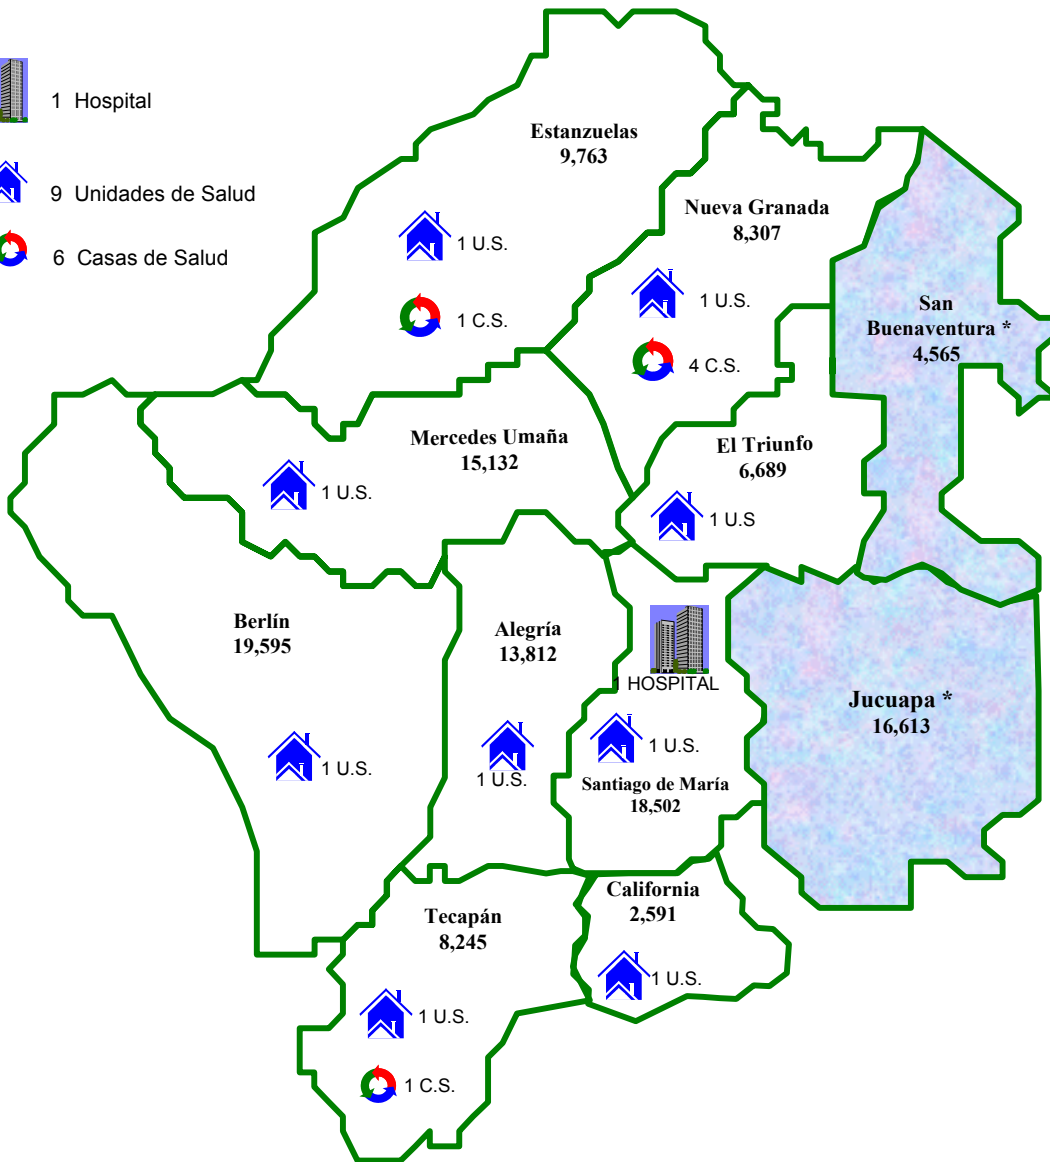 1 Hospital
9 Unidades de Salud
6 Casas de Salud
Estanzuelas
9,763
1 U.S.
1 C.S.
Nueva Granada
8,307
1 U.S.
4 C.S.
San
Buenaventura *
4,565
Mercedes Umaña
15,132
1 U.S.
El Triunfo
6,689
1 U.S
Berlín
19,595
1 U.S.
Alegría
13,812
1 U.S.
1 HOSPITAL
1 U.S.
Santiago de María
18,502
Jucuapa *
16,613
Tecapán
8,245
1 U.S.
1 C.S.
California
2,591
1 U.S.